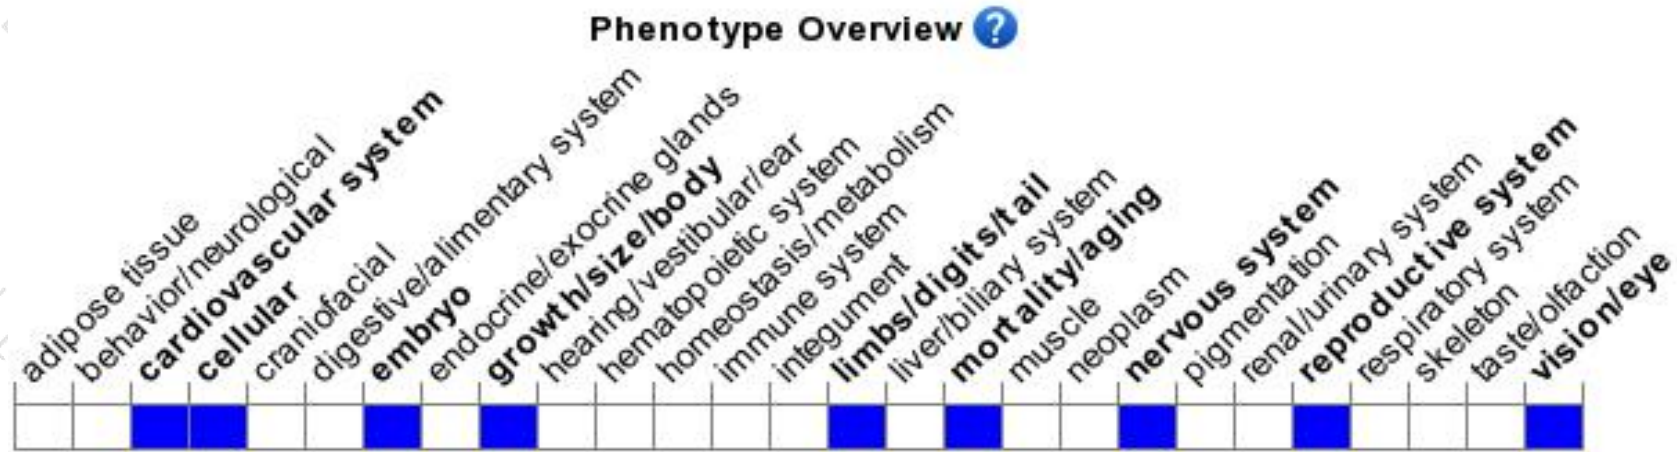 Phenotype Overview ?
adipose tissue
behavior/neurological
cardiovascular system
cellular
craniofacial
digestive/alimentary system
embryo
endocrine/exocrine glands
growth/size/body
hearing/vestibular/ear
hematopoietic system
homeostasis/metabolism
immune system
integument
limbs/digits/tail
liver/biliary system
mortality/aging
muscle
neoplasm
nervous system
pigmentation
renal/urinary system
reproductive system
respiratory system
skeleton
taste/olfaction
vision/eye